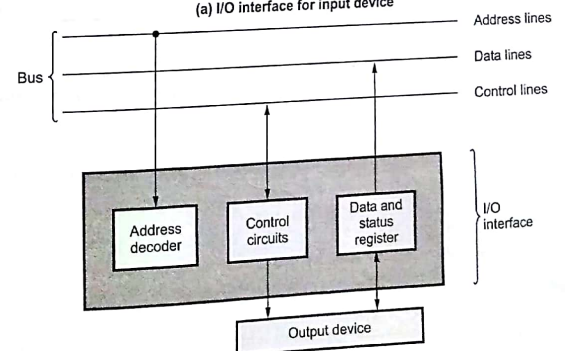 (a) I/O interface for input device
Address lines
Data lines
Bus
Control lines
Address
decoder
Control
circuits
Data and
status
register
I/O
interface
Output device